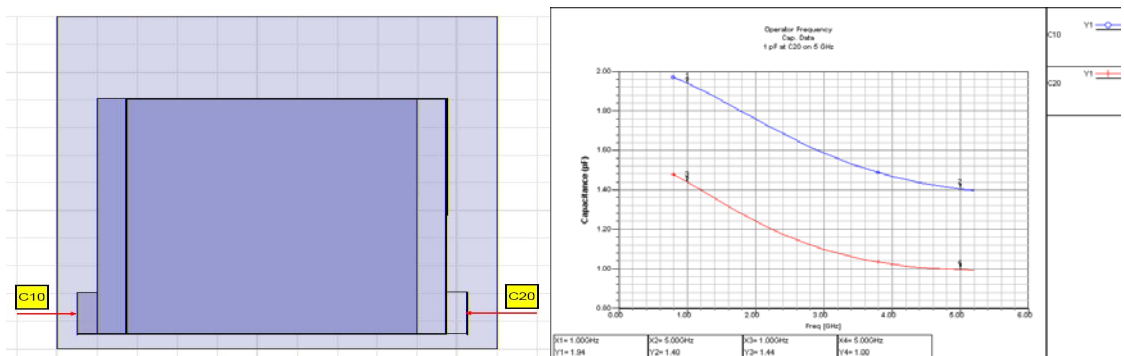 C10
C20
Operator Frequency
Cap. Data
1 pF at C20 on 5 GHz
Y1
C10
Y1
C20
2.00
1.80
1.60
1.40
1.20
1.00
0.80
Capacitance (pF)
0.00 1.00 2.00 3.00 4.00 5.00 6.00
Freq [GHz]
X1= 1.00GHz X2= 5.00GHz X3= 1.00GHz X4= 5.00GHz
Y1= 1.94 Y2= 1.40 Y3= 1.44 Y4= 1.00